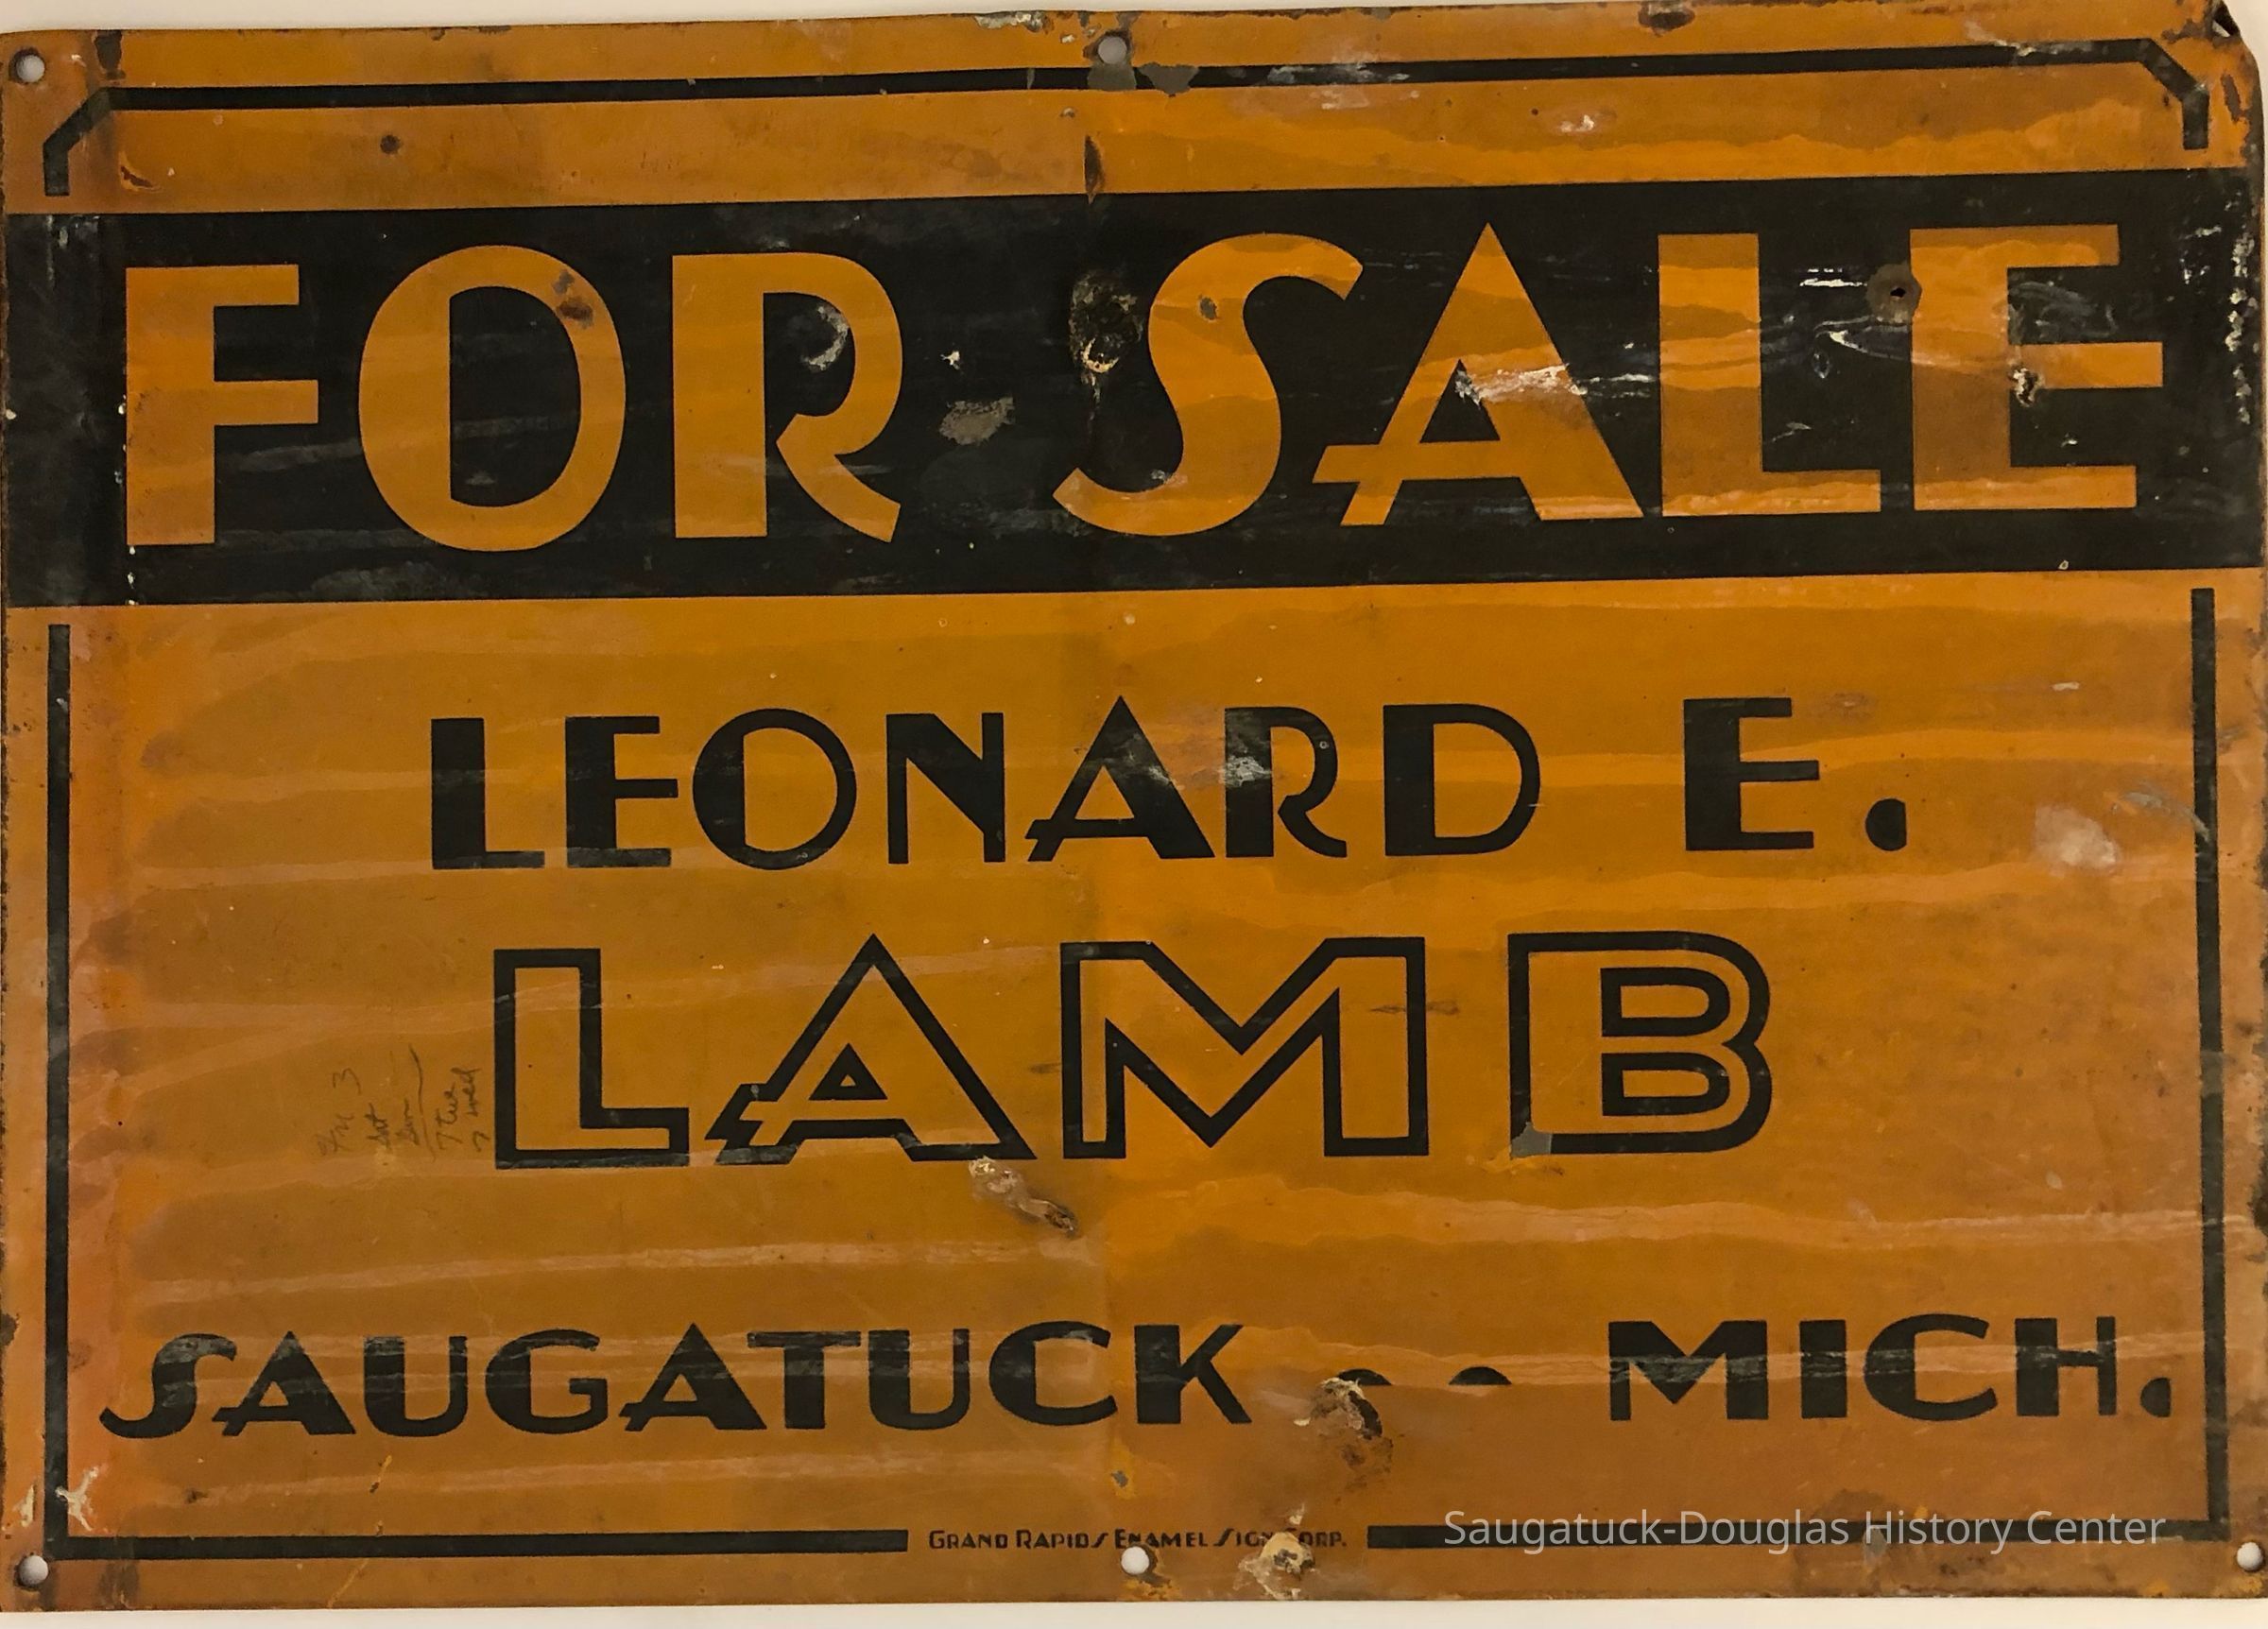 FOR SALE
LEONARD E.
LAMB
SAUGATUCK -- MICH.
GRAND RAPIDS ENAMEL SIGN CORP.
Saugatuck-Douglas History Center